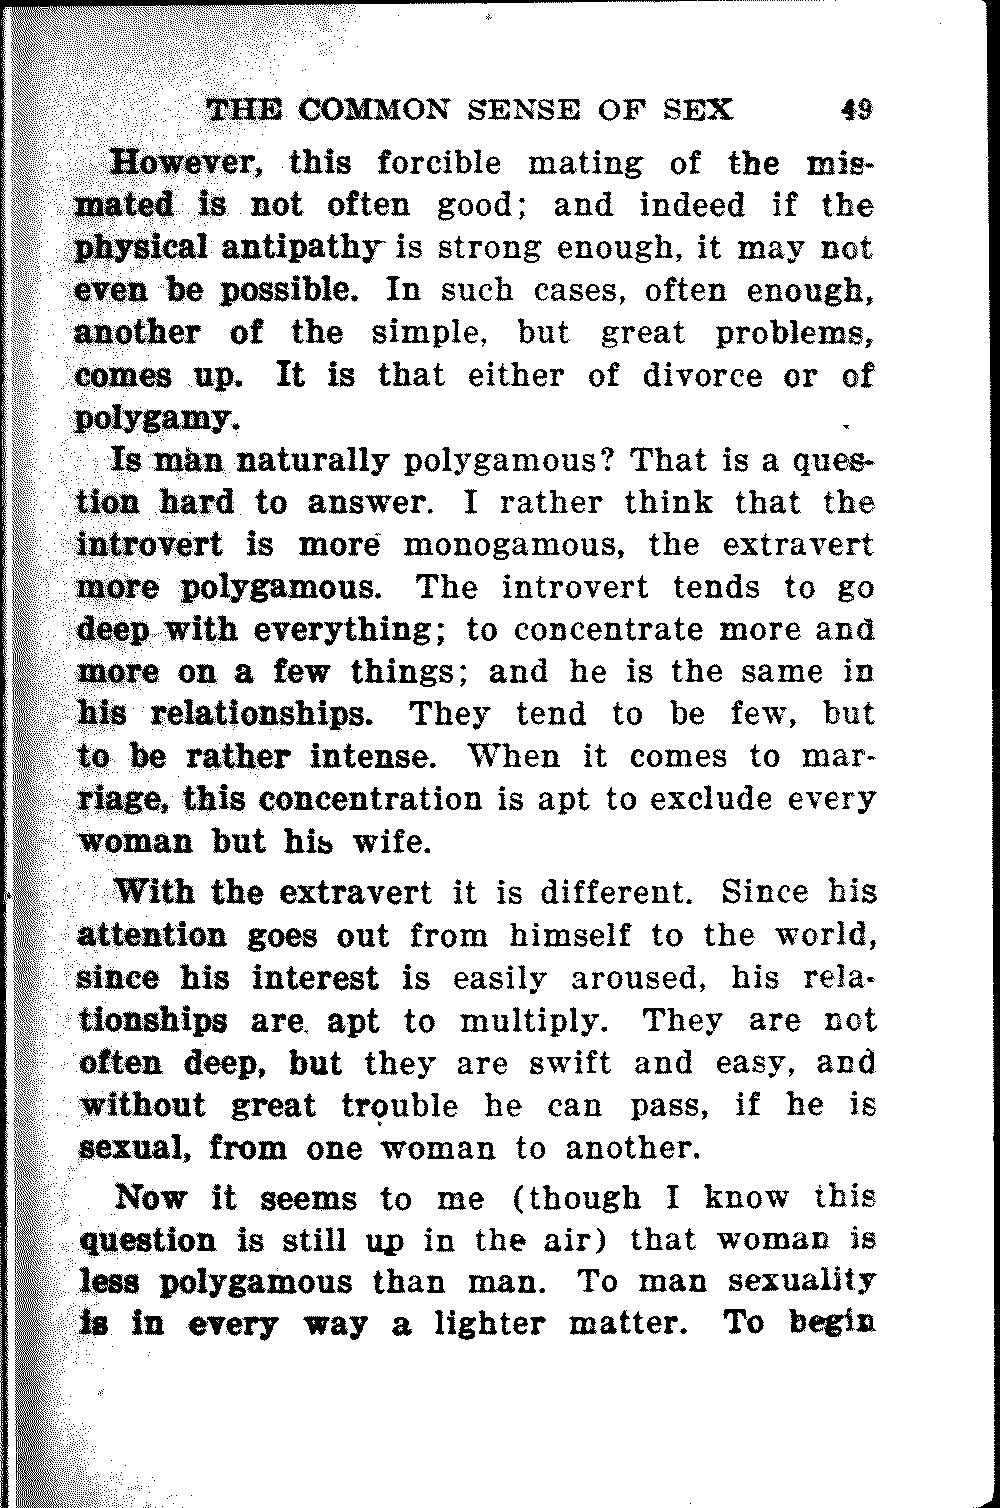 THE COMMON SENSE OF SEX 49
However, this forcible mating of the mis-
mated is not often good; and indeed if the
physical antipathy is strong enough, it may not
even be possible. In such cases, often enough,
another of the simple, but great problems,
comes up. It is that either of divorce or of
polygamy.
Is man naturally polygamous? That is a ques-
tion hard to answer. I rather think that the
introvert is more monogamous, the extravert
more polygamous. The introvert tends to go
deep with everything; to concentrate more and
more on a few things; and he is the same in
his relationships. They tend to be few, but
to be rather intense. When it comes to mar-
riage, this concentration is apt to exclude every
woman but his wife.
With the extravert it is different. Since his
attention goes out from himself to the world,
since his interest is easily aroused, his rela-
tionships are apt to multiply. They are not
often deep, but they are swift and easy, and
without great trouble he can pass, if he is
sexual, from one woman to another.
Now it seems to me (though I know this
question is still up in the air) that woman is
less polygamous than man. To man sexuality
is in every way a lighter matter. To begin